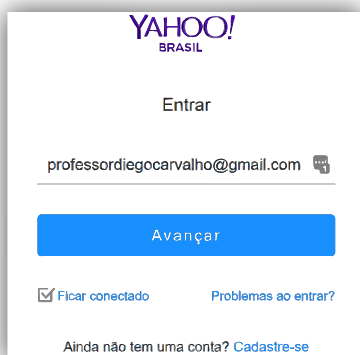 YAHOO!
BRASIL
Entrar
professordiegocarvalho@gmail.com
Avançar
Ficar conectado Problemas ao entrar?
Ainda não tem uma conta? Cadastre-se